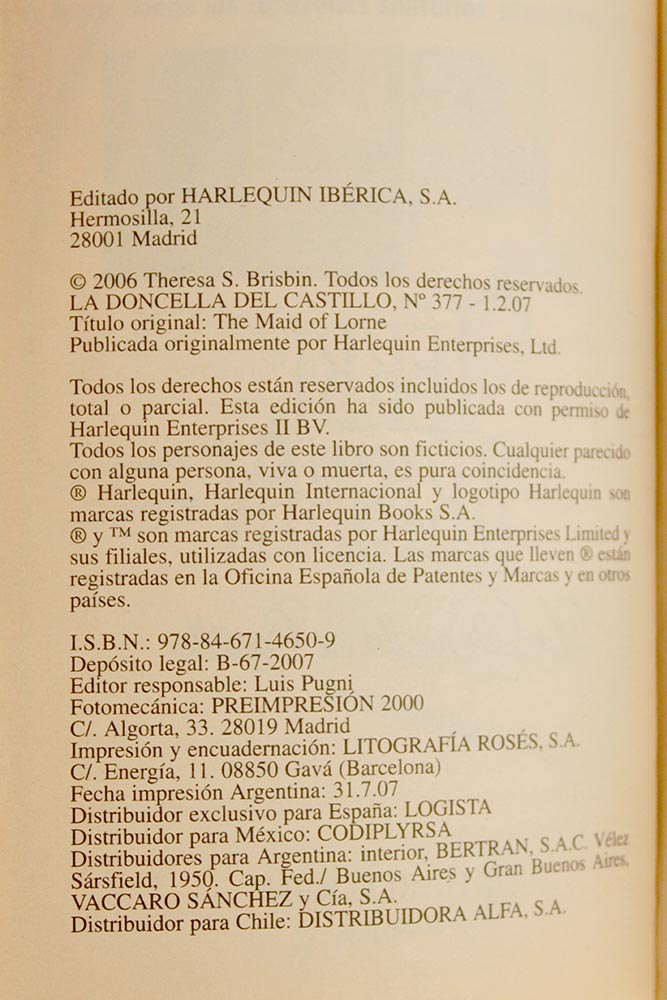 Editado por HARLEQUIN IBÉRICA, S.A.
Hermosilla, 21
28001 Madrid
© 2006 Theresa S. Brisbin. Todos los derechos reservados.
LA DONCELLA DEL CASTILLO, Nº 377 - 1.2.07
Título original: The Maid of Lorne
Publicada originalmente por Harlequin Enterprises, Ltd.
Todos los derechos están reservados incluidos los de reproducción,
total o parcial. Esta edición ha sido publicada con permiso de
Harlequin Enterprises II BV.
Todos los personajes de este libro son ficticios. Cualquier parecido
con alguna persona, viva o muerta, es pura coincidencia.
® Harlequin, Harlequin Internacional y logotipo Harlequin son
marcas registradas por Harlequin Books S.A.
® y ™ son marcas registradas por Harlequin Enterprises Limited y
sus filiales, utilizadas con licencia. Las marcas que lleven ® están
registradas en la Oficina Española de Patentes y Marcas y en otros
países.
I.S.B.N.: 978-84-671-4650-9
Depósito legal: B-67-2007
Editor responsable: Luis Pugni
Fotomecánica: PREIMPRESIÓN 2000
C/. Algorta, 33. 28019 Madrid
Impresión y encuadernación: LITOGRAFÍA ROSÉS, S.A.
C/. Energía, 11. 08850 Gavá (Barcelona)
Fecha impresión Argentina: 31.7.07
Distribuidor exclusivo para España: LOGISTA
Distribuidor para México: CODIPLYRSA
Distribuidores para Argentina: interior, BERTRAN, S.A.C. Vélez
Sársfield, 1950. Cap. Fed./ Buenos Aires y Gran Buenos Aires,
VACCARO SÁNCHEZ y Cía, S.A.
Distribuidor para Chile: DISTRIBUIDORA ALFA, S.A.